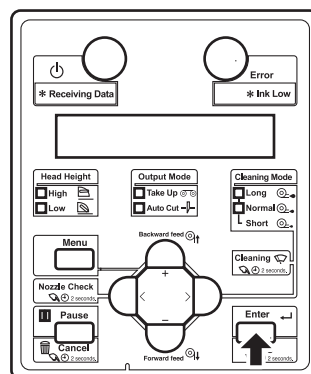 Error
* Receiving Data
* Ink Low
Head Height
High
Low
Output Mode
Take Up
Auto Cut
Cleaning Mode
Long
Normal
Short
Backward feed
Menu
+
Cleaning
2 seconds.
Nozzle Check
2 seconds.
< >
Pause
−
Enter
Cancel
2 seconds.
Forward feed
2 seconds.